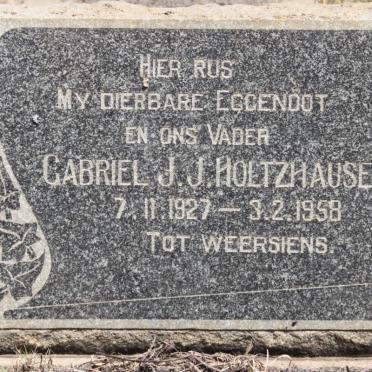 HIER RUS
MY DIERBARE EGGENOOT
EN ONS VADER
GABRIEL J. J. HOLTZHAUSE
7.11.1927 — 3.2.1958
TOT WEERSIENS.